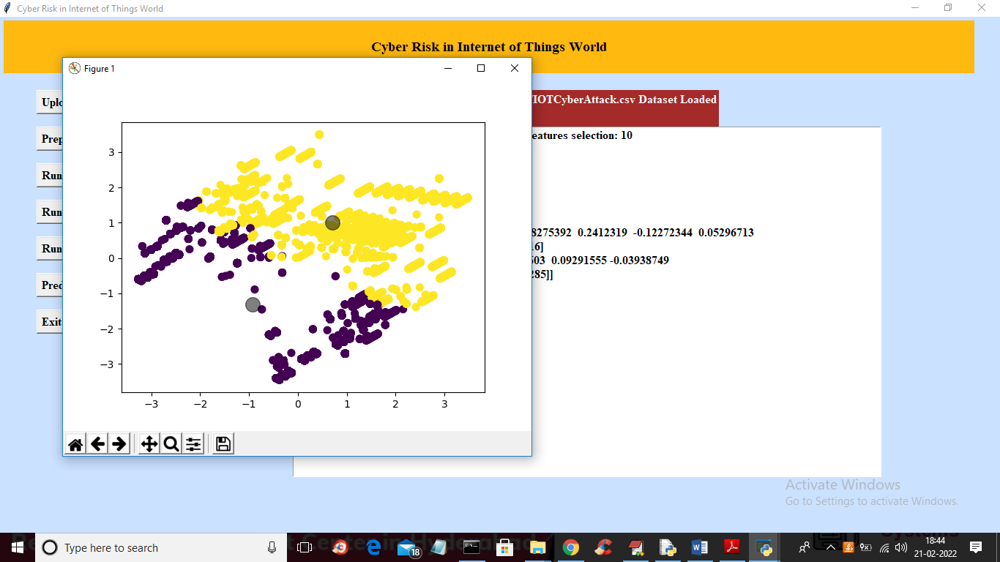 Cyber Risk in Internet of Things World
Cyber Risk in Internet of Things World
Figure 1
IOTCyberAttack.csv Dataset Loaded
eatures selection: 10
8275392 0.2412319 -0.12272344 0.05296713
16]
503 0.09291555 -0.03938749
285]]
Run
Run
Run
Exit
3
2
1
0
−1
−2
−3
−3
−2
−1
0
1
2
3
Activate Windows
Go to Settings to activate Windows.
Type here to search
18
18:44
21-02-2022